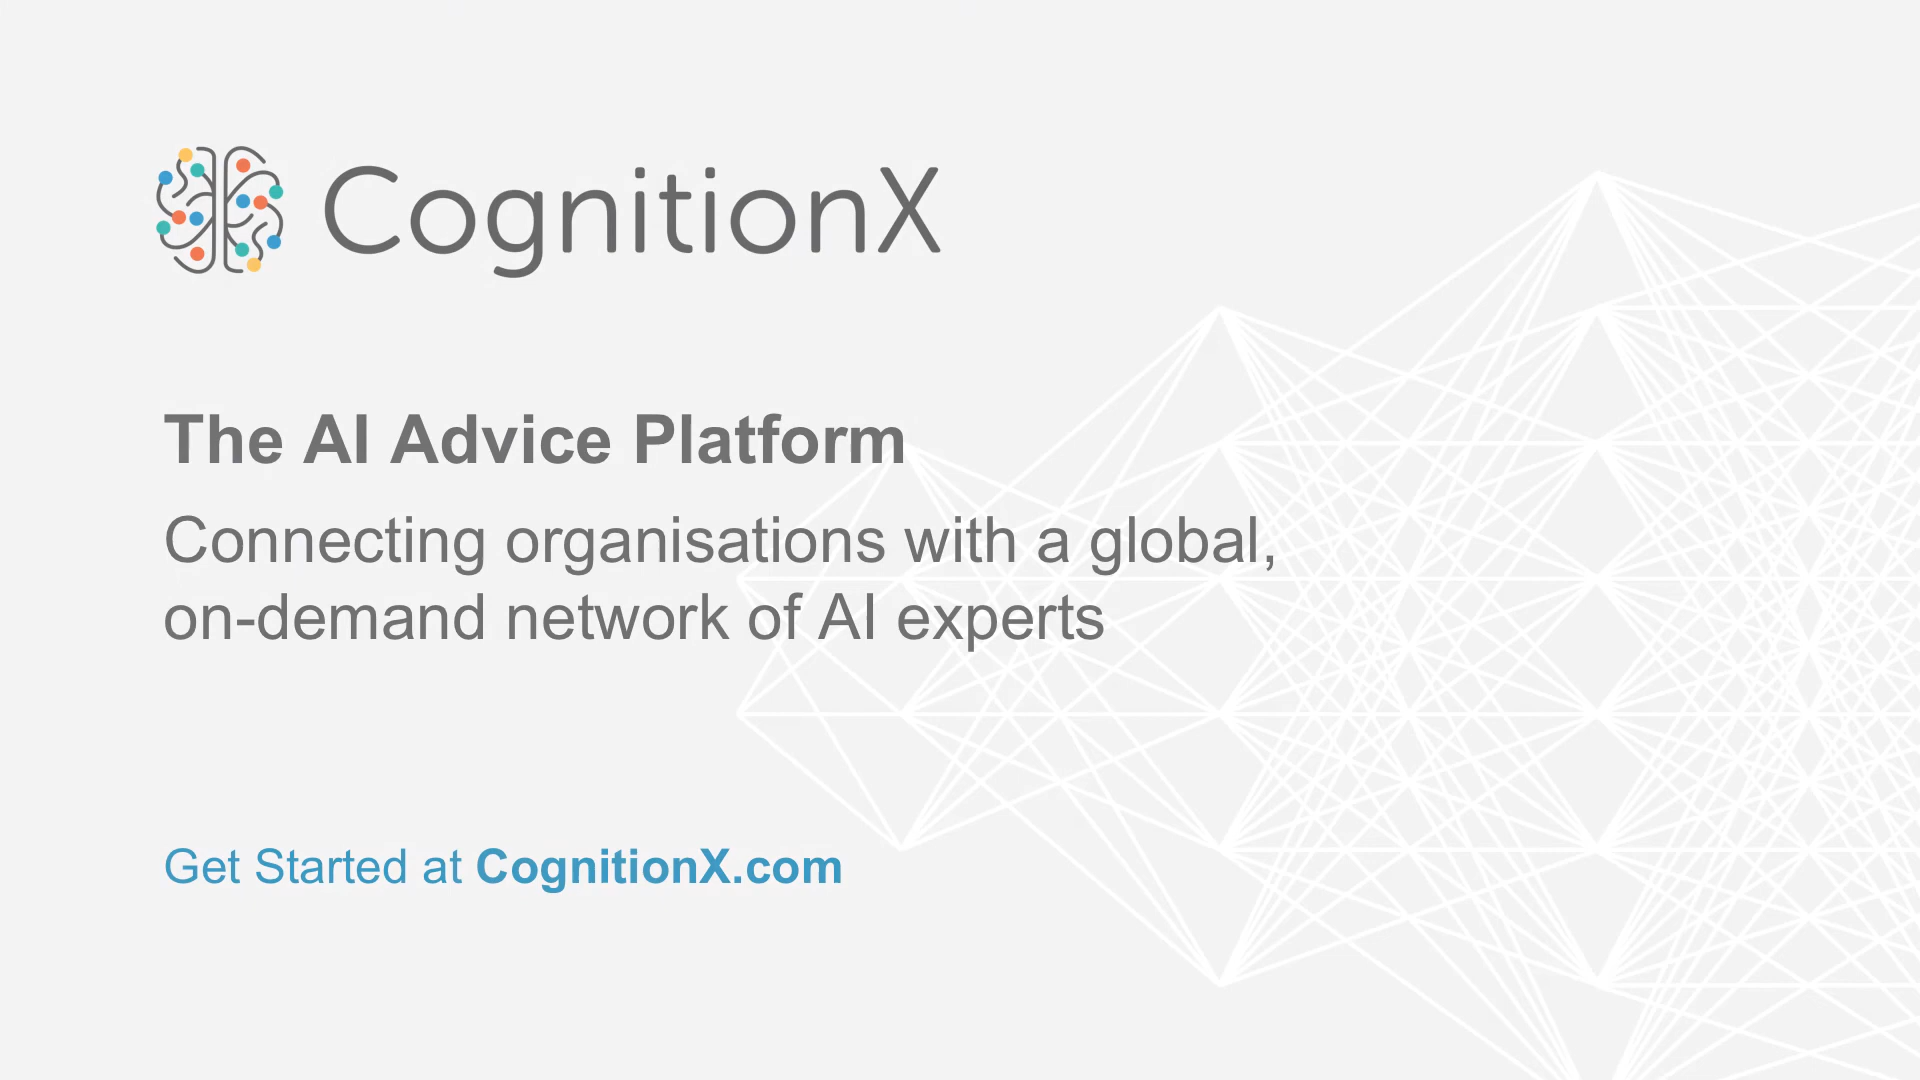 CognitionX
The AI Advice Platform
Connecting organisations with a global,
on-demand network of AI experts
Get Started at CognitionX.com